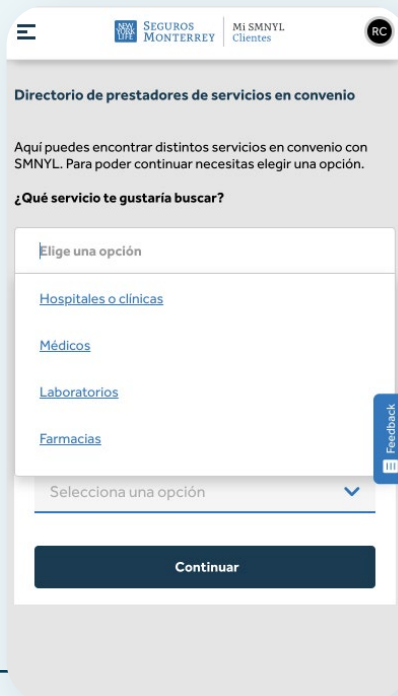 NEW
YORK
LIFE
SEGUROS
MONTERREY
Mi SMNYL
Clientes
RC
Directorio de prestadores de servicios en convenio
Aquí puedes encontrar distintos servicios en convenio con
SMNYL. Para poder continuar necesitas elegir una opción.
¿Qué servicio te gustaría buscar?
Elige una opción
Hospitales o clínicas
Médicos
Laboratorios
Farmacias
Feedback
Selecciona una opción
Continuar